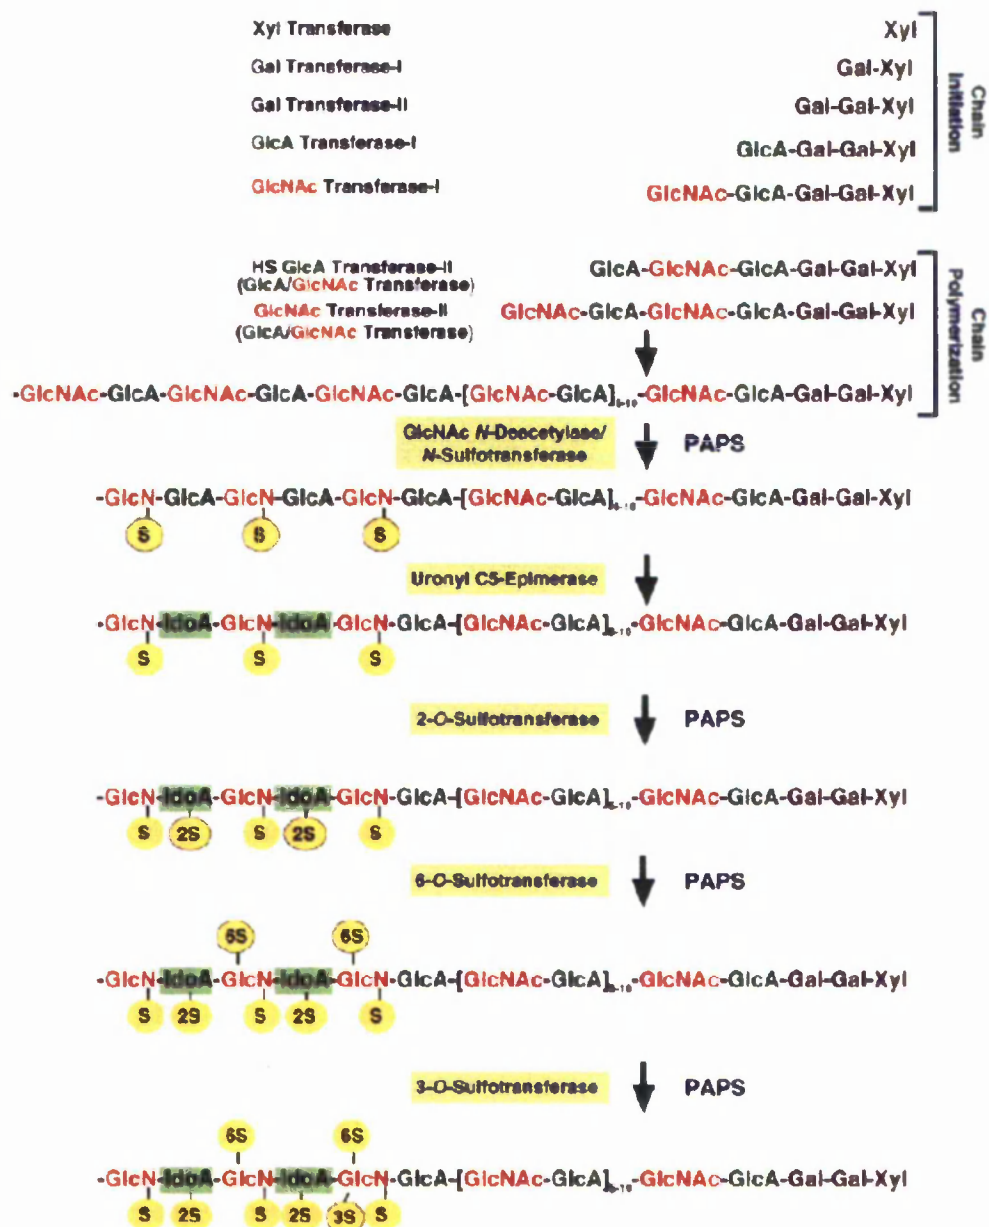 Xyl Transferase Xyl
Gal Transferase-I Gal-Xyl
Gal Transferase-II Gal-Gal-Xyl
GlcA Transferase-I GlcA-Gal-Gal-Xyl
GlcNAc Transferase-I GlcNAc-GlcA-Gal-Gal-Xyl
Chain
Initiation
HS GlcA Transferase-II GlcA-GlcNAc-GlcA-Gal-Gal-Xyl
(GlcA/GlcNAc Transferase)
GlcNAc Transferase-II GlcNAc-GlcA-GlcNAc-GlcA-Gal-Gal-Xyl
(GlcA/GlcNAc Transferase)
Chain
Polymerization
-GlcNAc-GlcA-GlcNAc-GlcA-GlcNAc-GlcA-[GlcNAc-GlcA]-GlcNAc-GlcA-Gal-Gal-Xyl
GlcNAc N-Deacetylase/ PAPS
N-Sulfotransferase
-GlcN-GlcA-GlcN-GlcA-GlcN-GlcA-[GlcNAc-GlcA]-GlcNAc-GlcA-Gal-Gal-Xyl
S S S
Uronyl C5-Epimerase
-GlcN-IdoA-GlcN-IdoA-GlcN-GlcA-[GlcNAc-GlcA]-GlcNAc-GlcA-Gal-Gal-Xyl
S S S
2-O-Sulfotransferase PAPS
-GlcN-IdoA-GlcN-IdoA-GlcN-GlcA-[GlcNAc-GlcA]-GlcNAc-GlcA-Gal-Gal-Xyl
S 2S S 2S S
6-O-Sulfotransferase PAPS
6S 6S
-GlcN-IdoA-GlcN-IdoA-GlcN-GlcA-[GlcNAc-GlcA]-GlcNAc-GlcA-Gal-Gal-Xyl
S 2S S 2S S
3-O-Sulfotransferase PAPS
6S 6S
-GlcN-IdoA-GlcN-IdoA-GlcN-GlcA-[GlcNAc-GlcA]-GlcNAc-GlcA-Gal-Gal-Xyl
S 2S S 2S 3S S